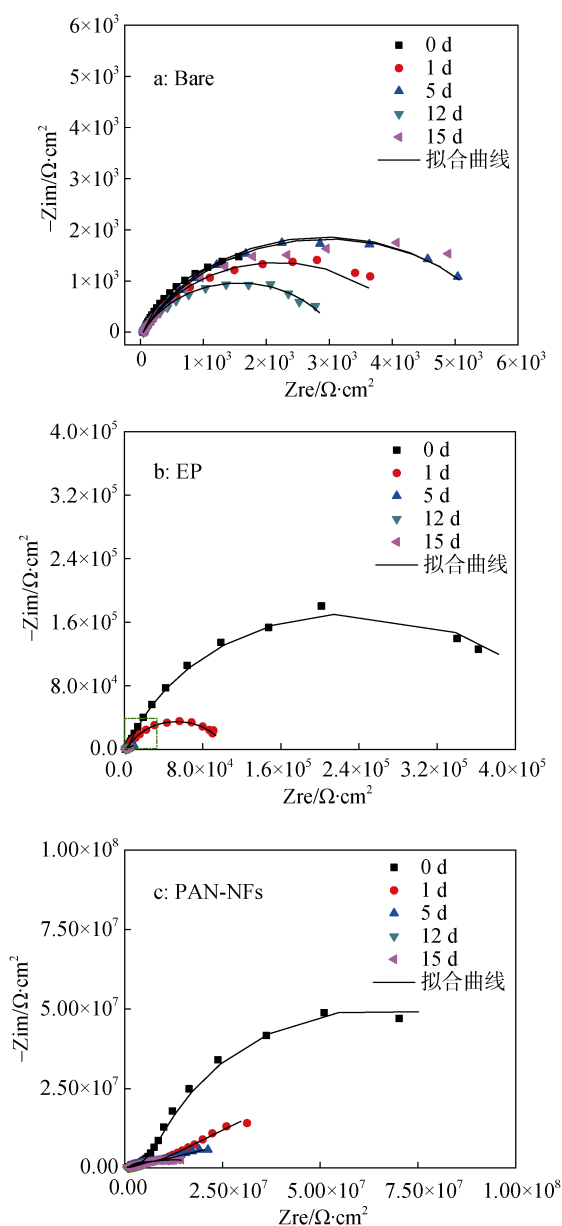 6×10³
5×10³
4×10³
3×10³
2×10³
1×10³
0
−Zim/Ω·cm²
a: Bare
0 d
1 d
5 d
12 d
15 d
拟合曲线
0 1×10³ 2×10³ 3×10³ 4×10³ 5×10³ 6×10³
Zre/Ω·cm²
4.0×10⁵
3.2×10⁵
2.4×10⁵
1.6×10⁵
8.0×10⁴
0.0
−Zim/Ω·cm²
b: EP
0 d
1 d
5 d
12 d
15 d
拟合曲线
0.0 8.0×10⁴ 1.6×10⁵ 2.4×10⁵ 3.2×10⁵ 4.0×10⁵
Zre/Ω·cm²
1.00×10⁸
7.50×10⁷
5.00×10⁷
2.50×10⁷
0.00
−Zim/Ω·cm²
c: PAN-NFs
0 d
1 d
5 d
12 d
15 d
拟合曲线
0.00 2.50×10⁷ 5.00×10⁷ 7.50×10⁷ 1.00×10⁸
Zre/Ω·cm²